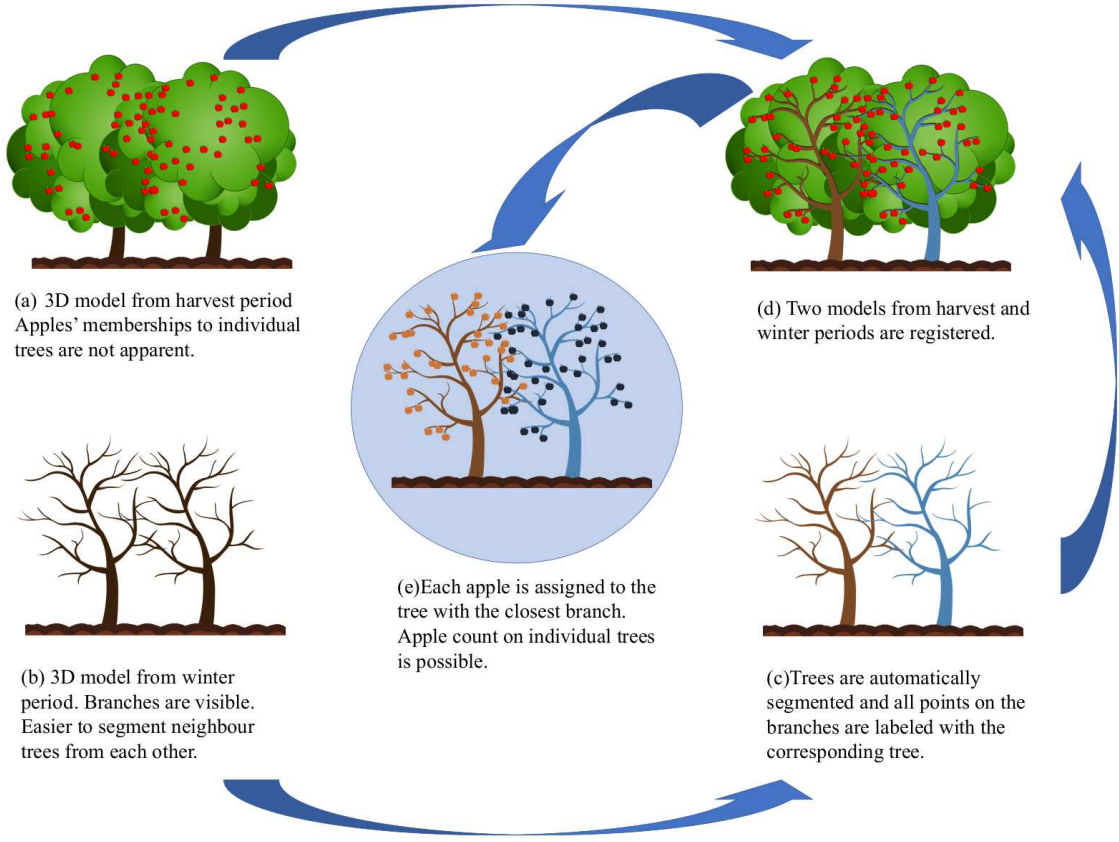 (a) 3D model from harvest period
Apples’ memberships to individual
trees are not apparent.
(b) 3D model from winter
period. Branches are visible.
Easier to segment neighbour
trees from each other.
(c)Trees are automatically
segmented and all points on the
branches are labeled with the
corresponding tree.
(d) Two models from harvest and
winter periods are registered.
(e)Each apple is assigned to the
tree with the closest branch.
Apple count on individual trees
is possible.